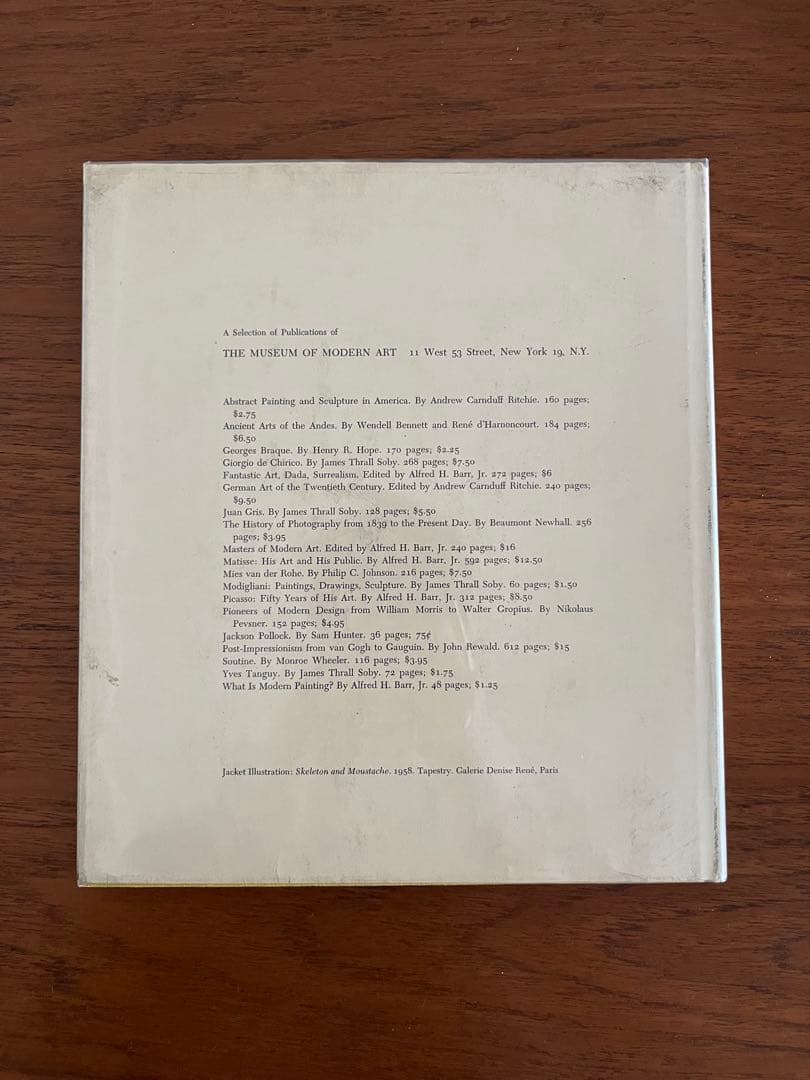 A Selection of Publications of
THE MUSEUM OF MODERN ART 11 West 53 Street, New York 19, N.Y.
Abstract Painting and Sculpture in America. By Andrew Carnduff Ritchie. 160 pages;
$2.75
Ancient Arts of the Andes. By Wendell Bennett and René d'Harnoncourt. 184 pages;
$6.50
Georges Braque. By Henry R. Hope. 170 pages; $2.25
Giorgio de Chirico. By James Thrall Soby. 268 pages; $7.50
Fantastic Art, Dada, Surrealism. Edited by Alfred H. Barr, Jr. 272 pages; $6
German Art of the Twentieth Century. Edited by Andrew Carnduff Ritchie. 240 pages;
$9.50
Juan Gris. By James Thrall Soby. 128 pages; $5.50
The History of Photography from 1839 to the Present Day. By Beaumont Newhall. 256
pages; $3.95
Masters of Modern Art. Edited by Alfred H. Barr, Jr. 240 pages; $16
Matisse: His Art and His Public. By Alfred H. Barr, Jr. 592 pages; $12.50
Mies van der Rohe. By Philip C. Johnson. 216 pages; $7.50
Modigliani: Paintings, Drawings, Sculpture. By James Thrall Soby. 60 pages; $1.50
Picasso: Fifty Years of His Art. By Alfred H. Barr, Jr. 312 pages; $8.50
Pioneers of Modern Design from William Morris to Walter Gropius. By Nikolaus
Pevsner. 152 pages; $4.95
Jackson Pollock. By Sam Hunter. 36 pages; 75¢
Post-Impressionism from van Gogh to Gauguin. By John Rewald. 612 pages; $15
Soutine. By Monroe Wheeler. 116 pages; $3.95
Yves Tanguy. By James Thrall Soby. 72 pages; $1.75
What Is Modern Painting? By Alfred H. Barr, Jr. 48 pages; $1.25
Jacket Illustration: Skeleton and Moustache. 1958. Tapestry. Galerie Denise René, Paris